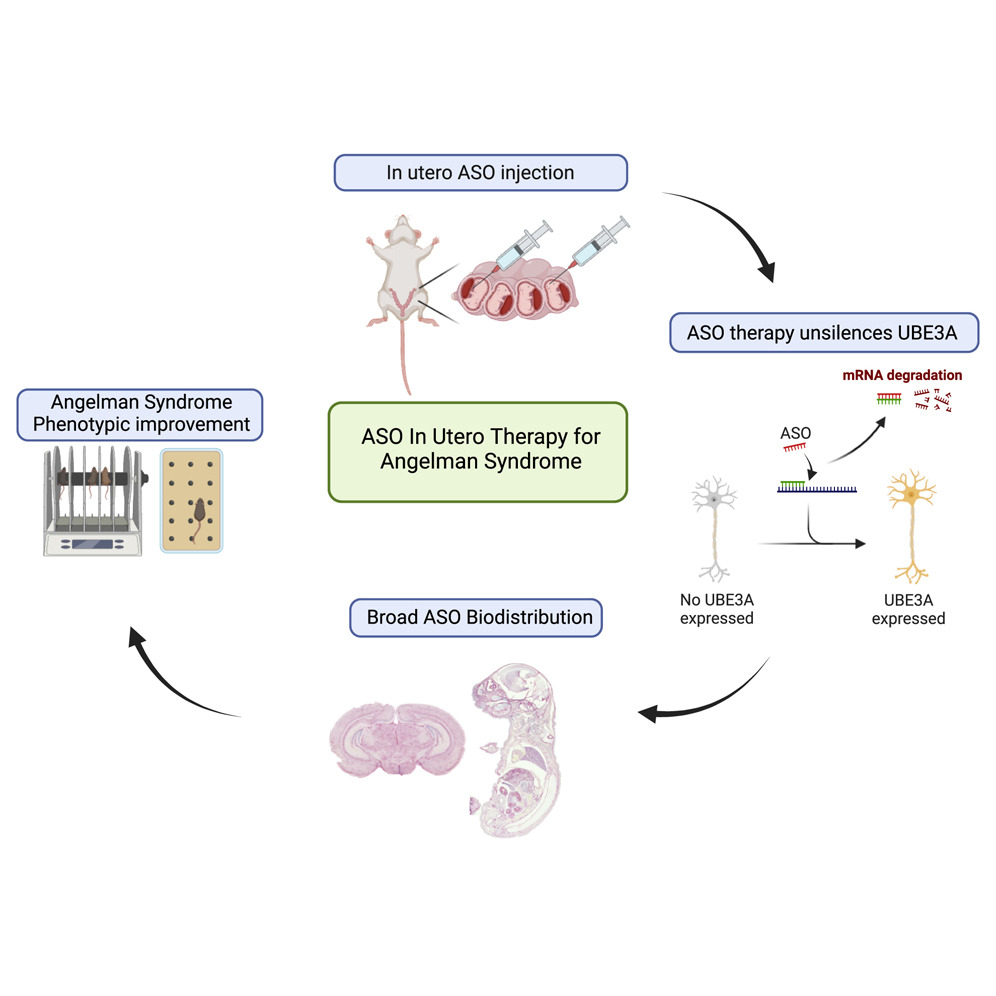 In utero ASO injection
ASO therapy unsilences UBE3A
mRNA degradation
ASO
No UBE3A
expressed
UBE3A
expressed
Broad ASO Biodistribution
Angelman Syndrome
Phenotypic improvement
ASO In Utero Therapy for
Angelman Syndrome